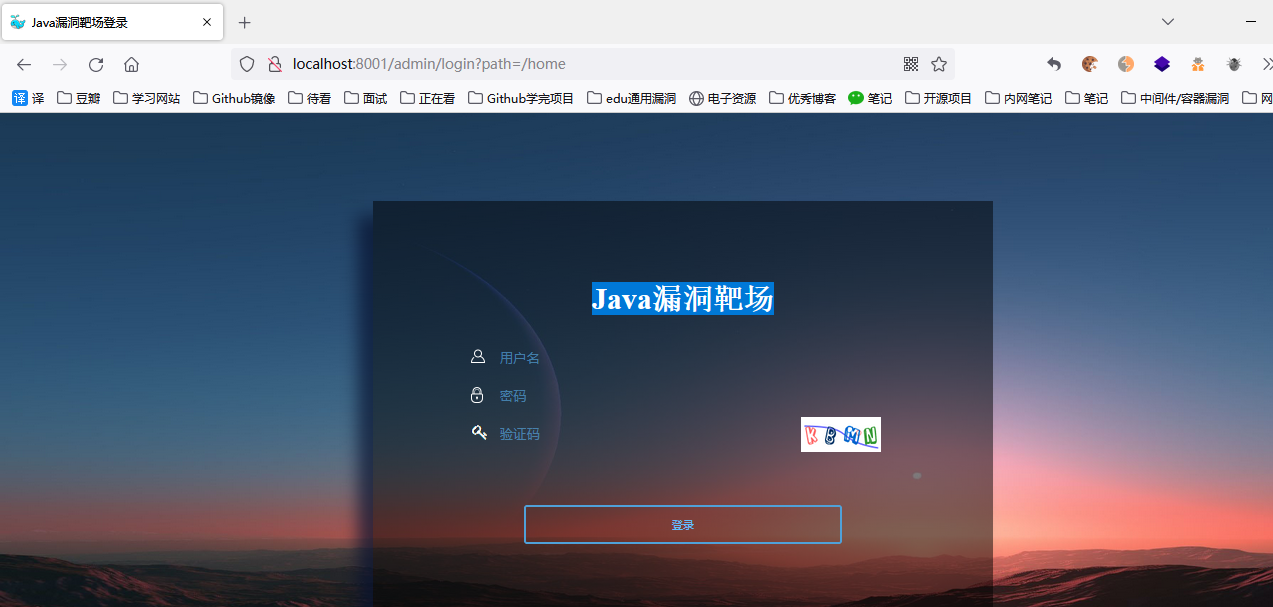 Java漏洞靶场登录
localhost:8001/admin/login?path=/home
译 译 豆瓣 学习网站 Github镜像 待看 面试 正在看 Github学完项目 edu通用漏洞 电子资源 优秀博客 笔记 开源项目 内网笔记 笔记 中间件/容器漏洞 网
Java漏洞靶场
用户名
密码
验证码
KBMN
登录